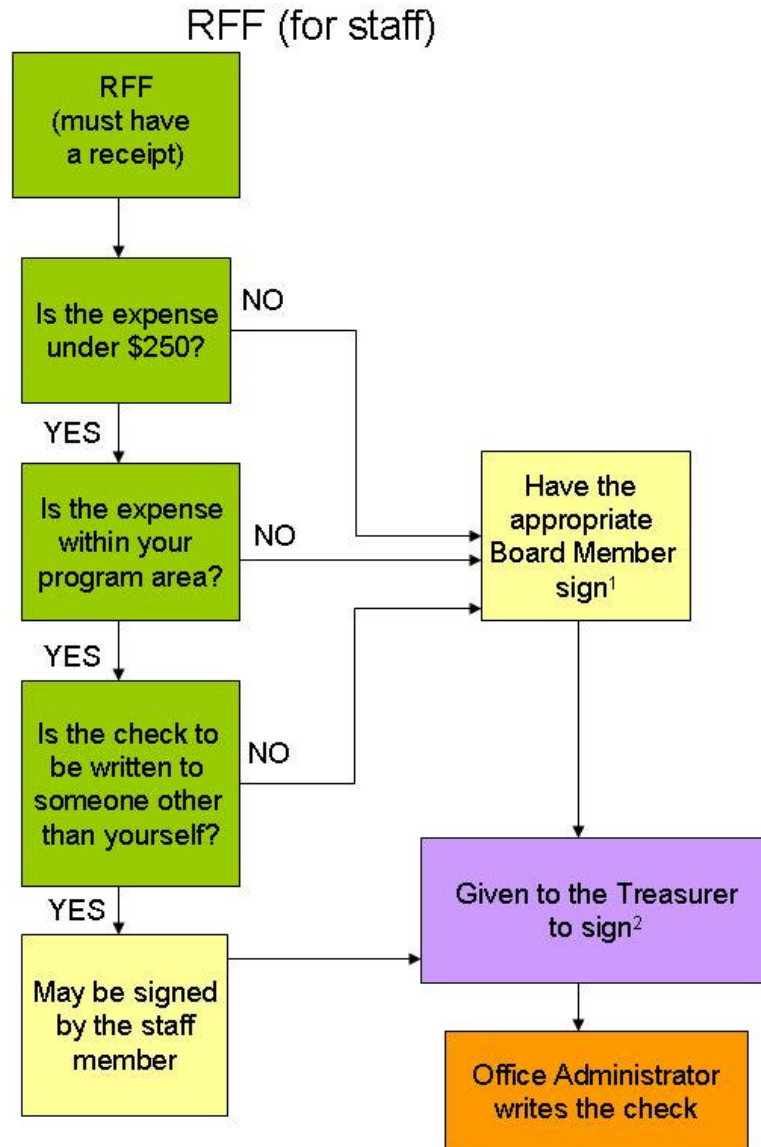 RFF (for staff)
RFF
(must have
a receipt)
Is the expense
under $250?
NO
YES
Is the expense
within your
program area?
NO
Have the
appropriate
Board Member
sign¹
YES
Is the check to
be written to
someone other
than yourself?
NO
YES
Given to the Treasurer
to sign²
May be signed
by the staff
member
Office Administrator
writes the check